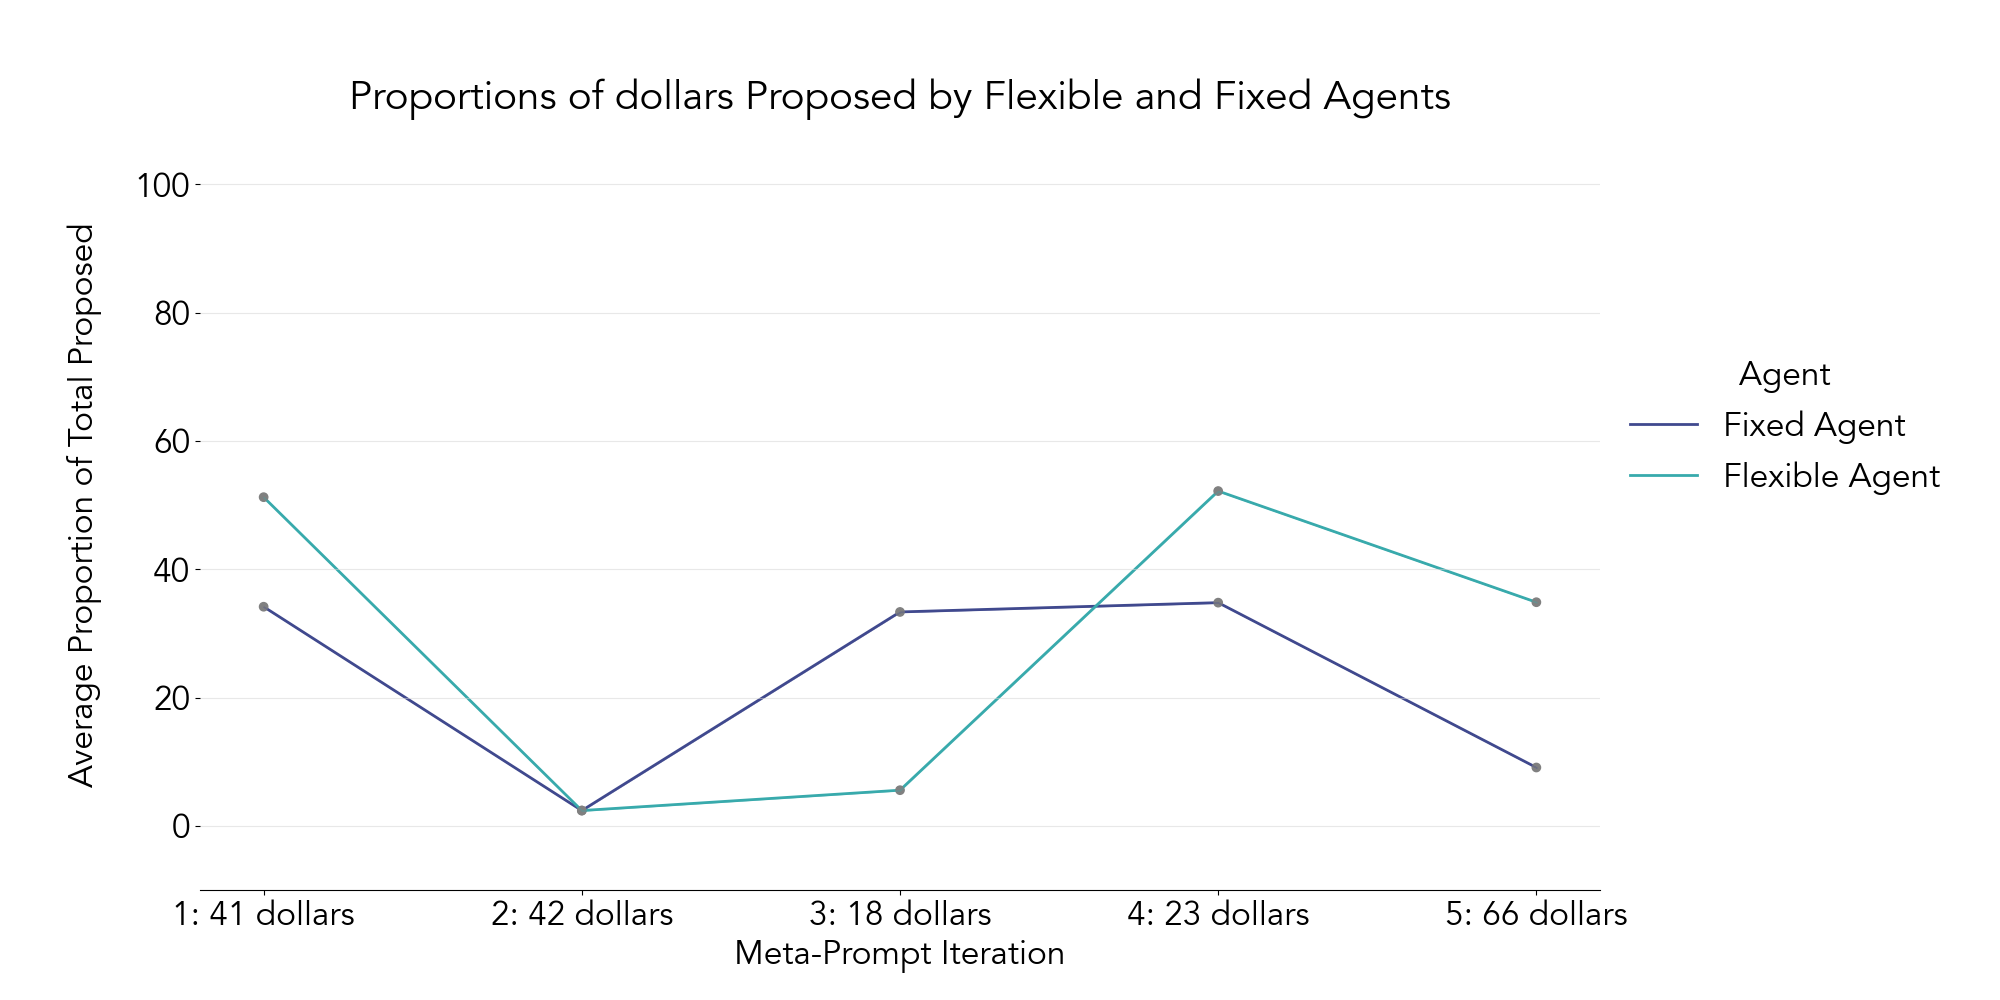 Proportions of dollars Proposed by Flexible and Fixed Agents
Average Proportion of Total Proposed
100
80
60
40
20
0
1: 41 dollars
2: 42 dollars
3: 18 dollars
4: 23 dollars
5: 66 dollars
Meta-Prompt Iteration
Agent
Fixed Agent
Flexible Agent